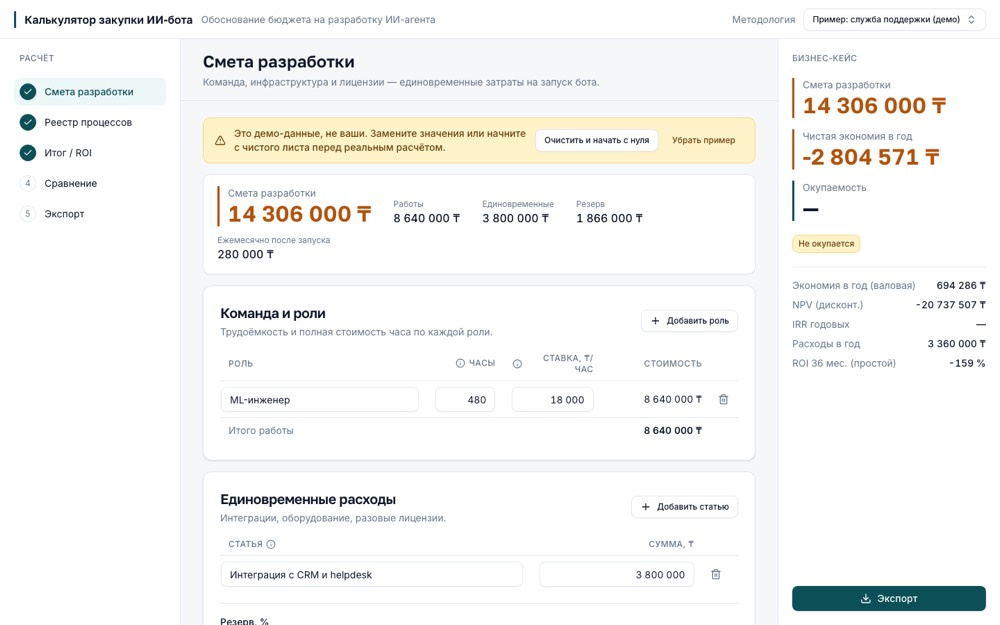 Калькулятор закупки ИИ-бота Обоснование бюджета на разработку ИИ-агента
Методология Пример: служба поддержки (демо)
РАСЧЁТ
Смета разработки
Реестр процессов
Итог / ROI
4 Сравнение
5 Экспорт
Смета разработки
Команда, инфраструктура и лицензии — единовременные затраты на запуск бота.
Это демо-данные, не ваши. Замените значения или начните
с чистого листа перед реальным расчётом.
Очистить и начать с нуля
Убрать пример
Смета разработки
14 306 000 ₸
Работы
8 640 000 ₸
Единовременные
3 800 000 ₸
Резерв
1 866 000 ₸
Ежемесячно после запуска
280 000 ₸
Команда и роли
Трудоёмкость и полная стоимость часа по каждой роли.
+ Добавить роль
РОЛЬ ЧАСЫ СТАВКА, ₸/
ЧАС СТОИМОСТЬ
ML-инженер 480 18 000 8 640 000 ₸
Итого работы 8 640 000 ₸
Единовременные расходы
Интеграции, оборудование, разовые лицензии.
+ Добавить статью
СТАТЬЯ СУММА, ₸
Интеграция с CRM и helpdesk 3 800 000
Резерв, %
БИЗНЕС-КЕЙС
Смета разработки
14 306 000 ₸
Чистая экономия в год
-2 804 571 ₸
Окупаемость
—
Не окупается
Экономия в год (валовая) 694 286 ₸
NPV (дисконт.) -20 737 507 ₸
IRR годовых —
Расходы в год 3 360 000 ₸
ROI 36 мес. (простой) -159 %
Экспорт